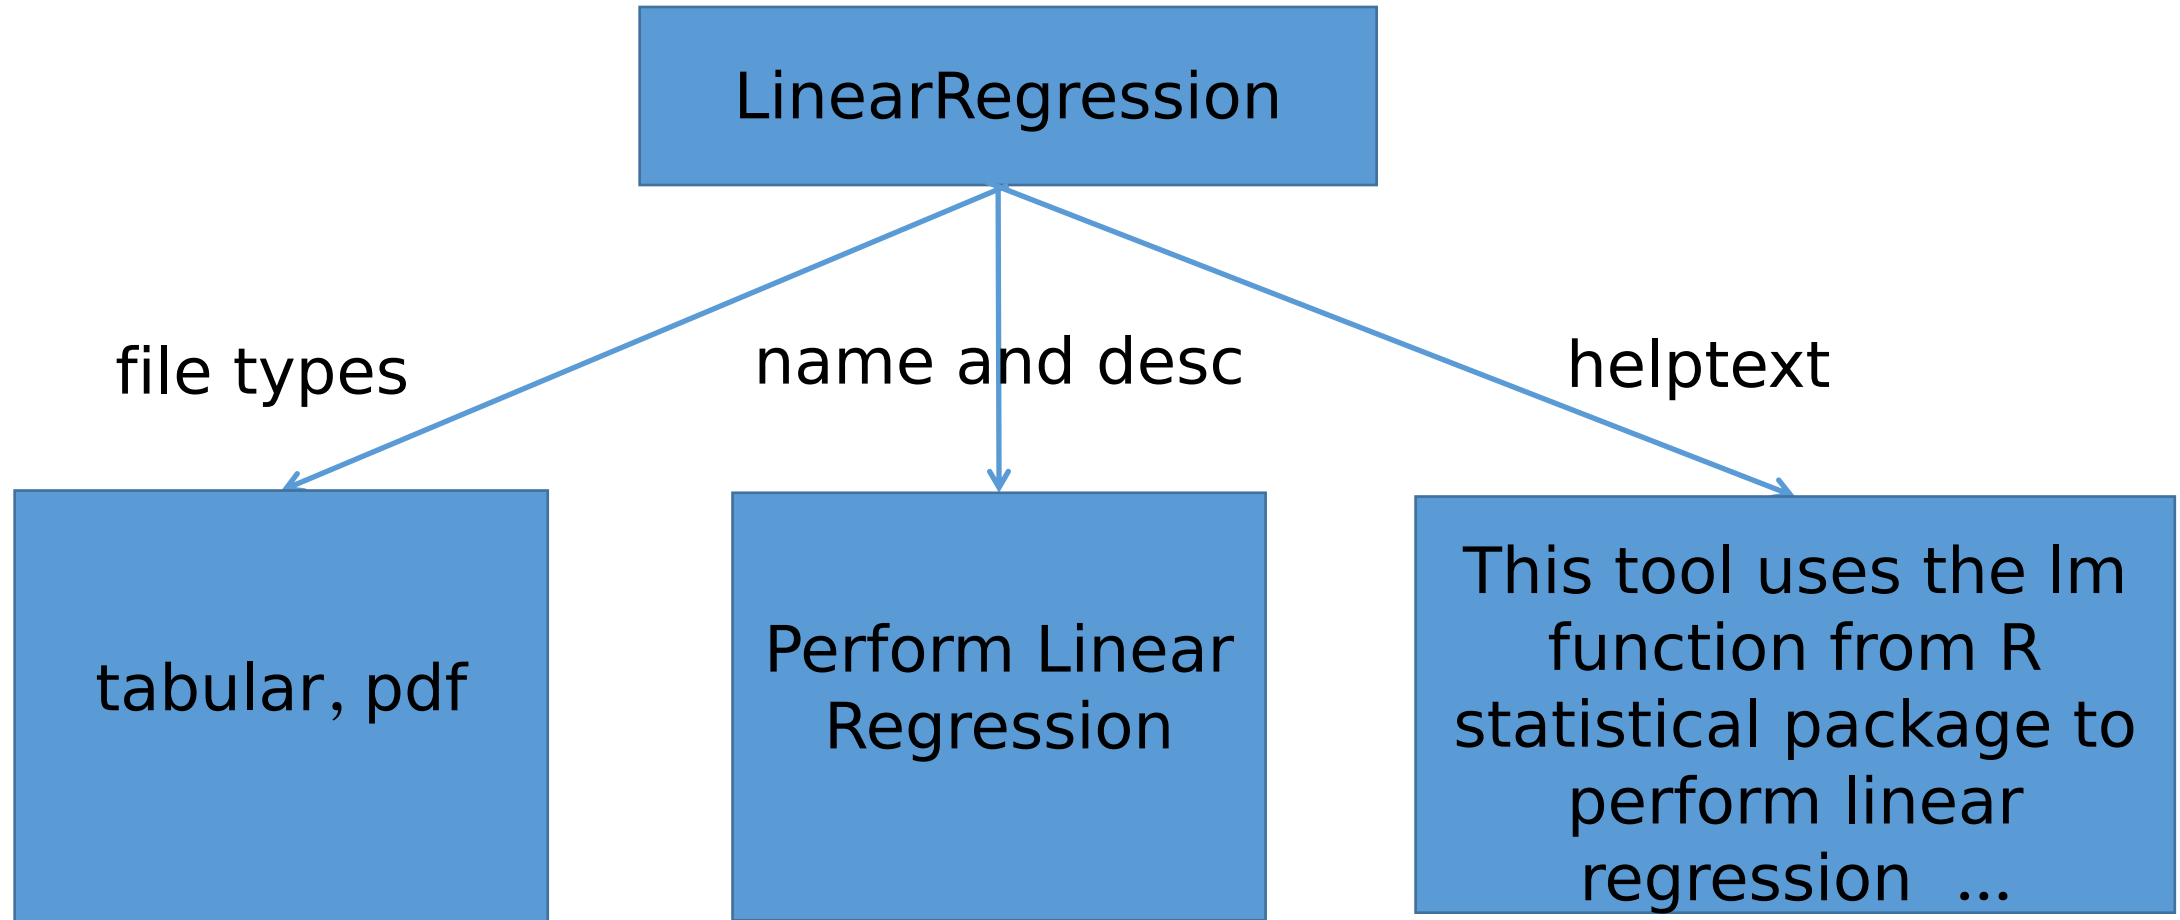 LinearRegression
file types
name and desc
helptext
tabular, pdf
Perform Linear
Regression
This tool uses the lm
function from R
statistical package to
perform linear
regression ...